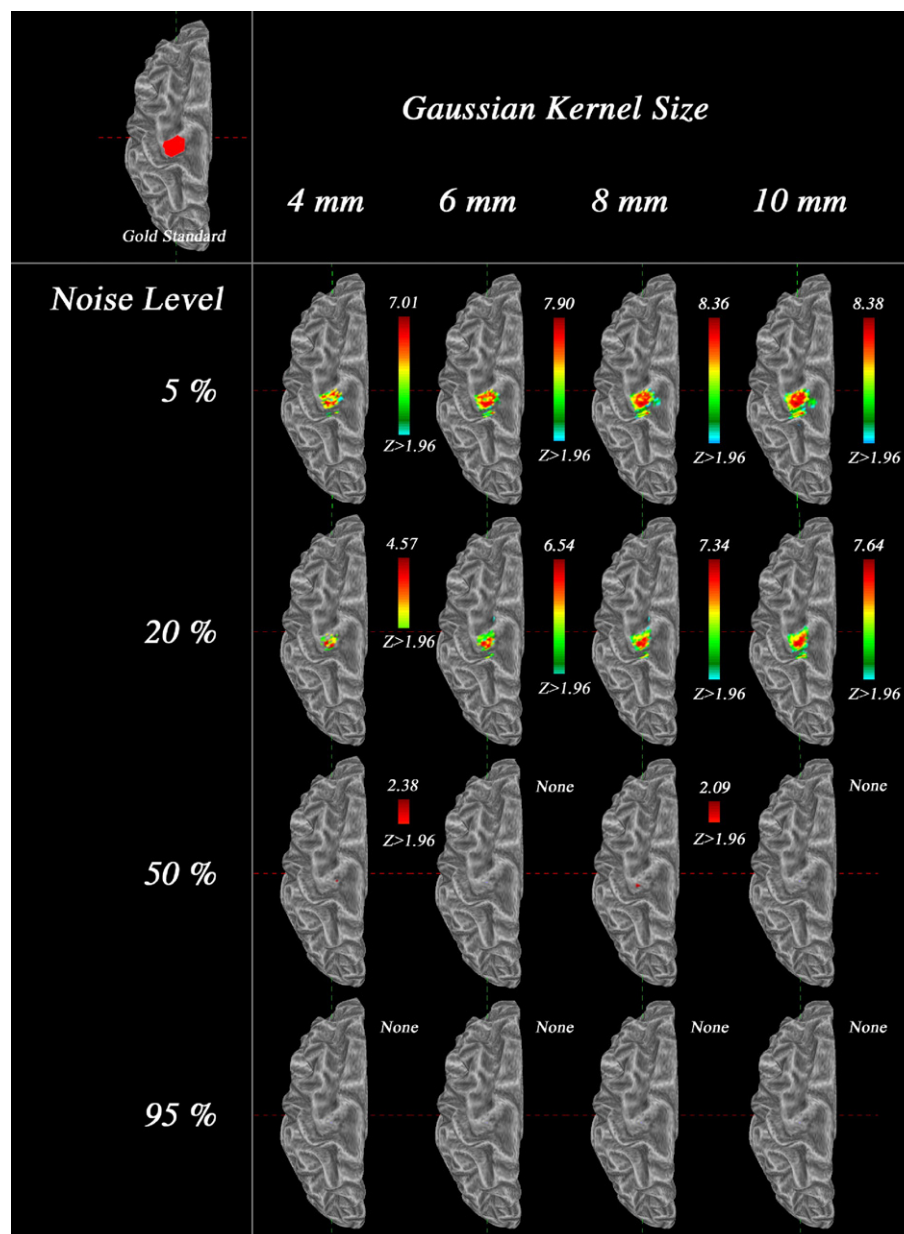 Gaussian Kernel Size
4 mm 6 mm 8 mm 10 mm
Gold Standard
Noise Level
7.01 7.90 8.36 8.38
5 %
Z>1.96 Z>1.96 Z>1.96 Z>1.96
4.57 6.54 7.34 7.64
20 %
Z>1.96 Z>1.96 Z>1.96 Z>1.96
2.38 None 2.09 None
Z>1.96 Z>1.96
50 %
None None None None
95 %